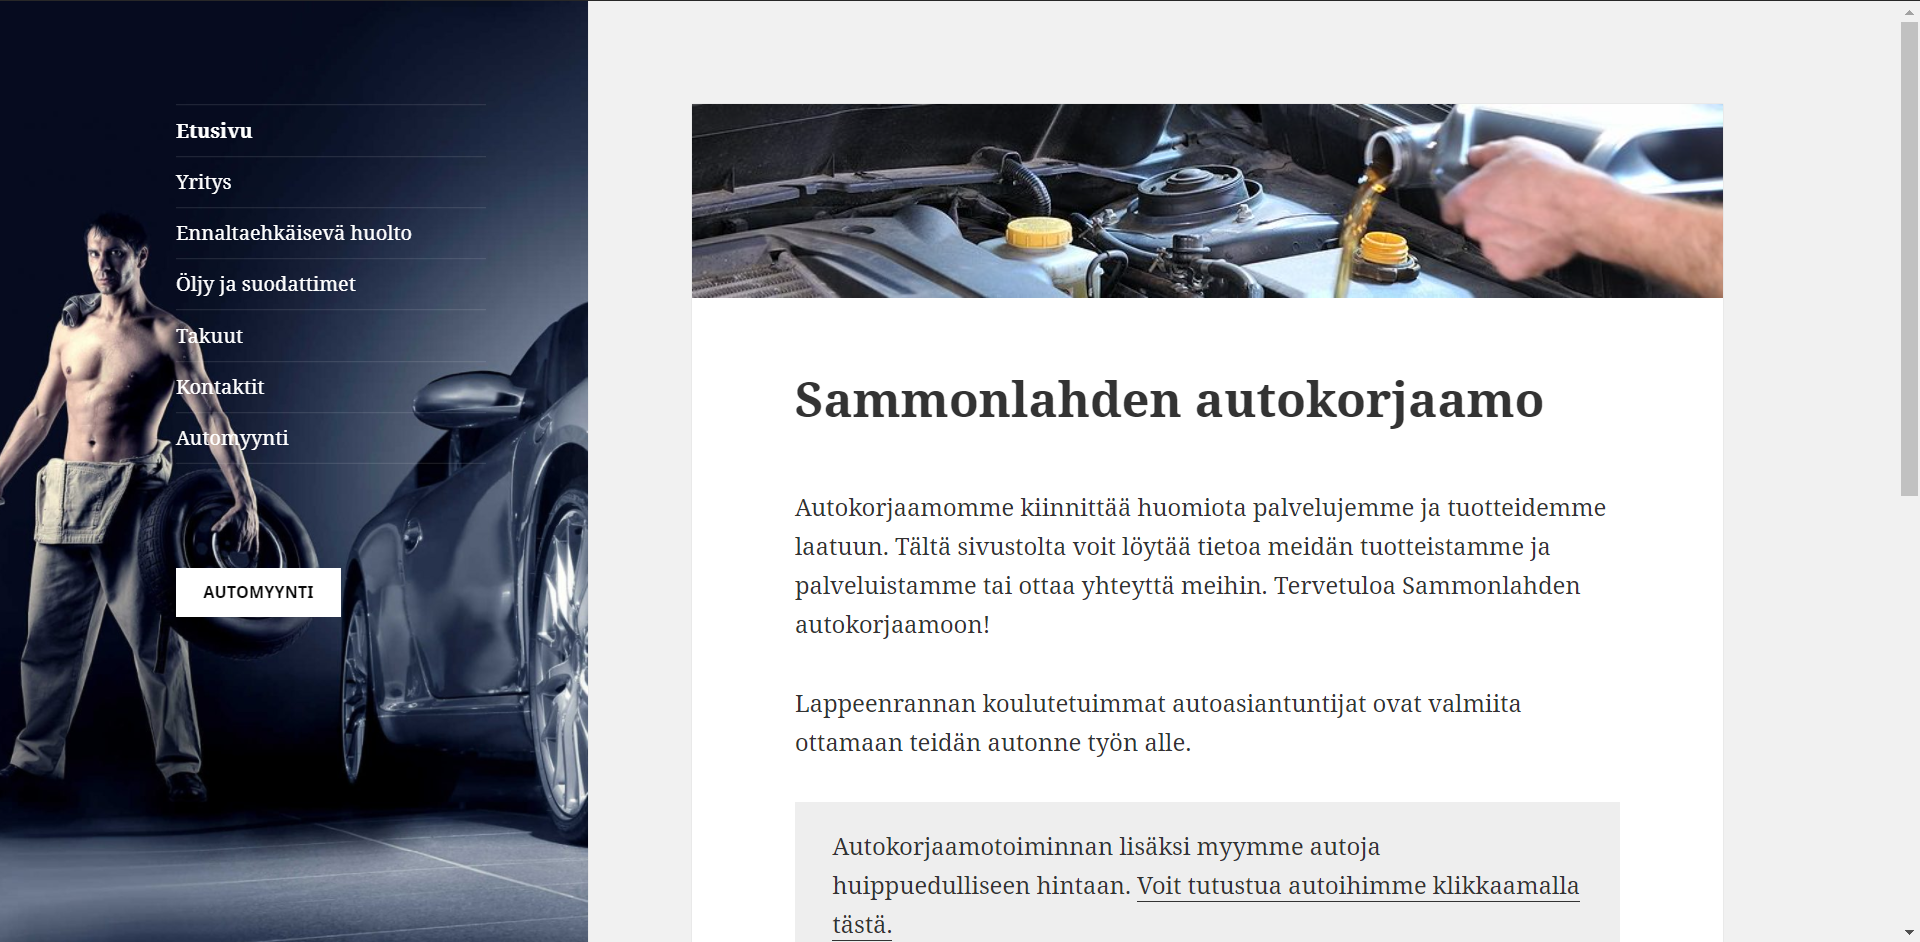 Etusivu
Yritys
Ennaltaehkäisevä huolto
Öljy ja suodattimet
Takuut
Kontaktit
Automyynti
AUTOMYYNTI
Sammonlahden autokorjaamo
Autokorjaamomme kiinnittää huomiota palvelujemme ja tuotteidemme
laatuun. Tältä sivustolta voit löytää tietoa meidän tuotteistamme ja
palveluistamme tai ottaa yhteyttä meihin. Tervetuloa Sammonlahden
autokorjaamoon!
Lappeenrannan koulutetuimmat autoasiantuntijat ovat valmiita
ottamaan teidän autonne työn alle.
Autokorjaamotoiminnan lisäksi myymme autoja
huippuedulliseen hintaan. Voit tutustua autoihimme klikkaamalla
tästä.